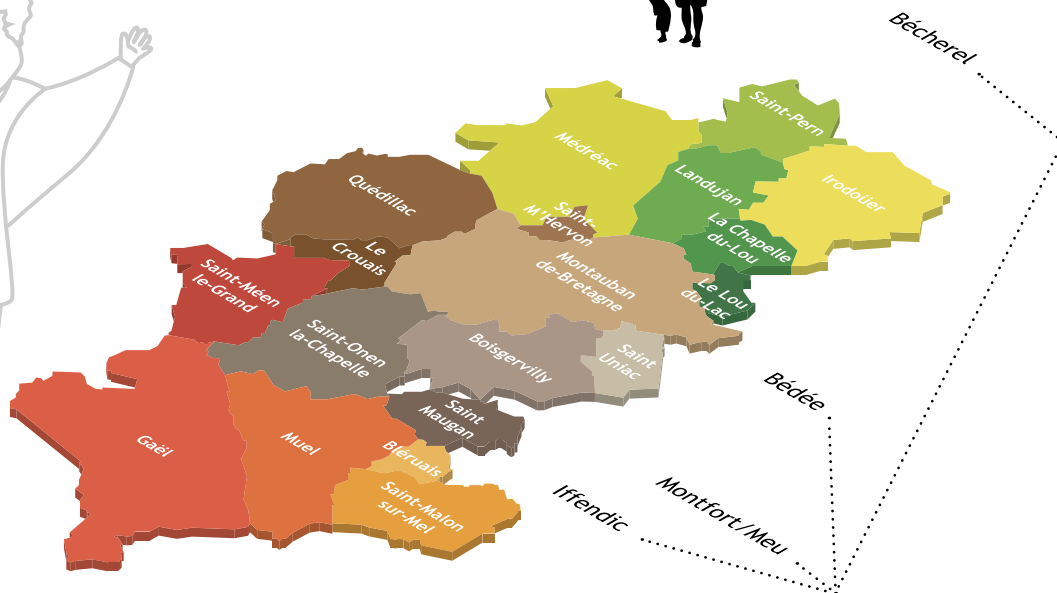 Bécherel
Saint-Pern
Médréac
Landujan
Irodoüer
Quédillac
Saint-
M'Hervon
La Chapelle
du-Lou
Le
Crouais
Montauban
de-Bretagne
Saint-Méen
le-Grand
Le Lou
du-Lac
Saint-Onen
la-Chapelle
Boisgervilly
Saint
Uniac
Bédée
Saint
Maugan
Gaël
Muel
Bléruais
Saint-Malon
sur-Mel
Iffendic
Montfort/Meu